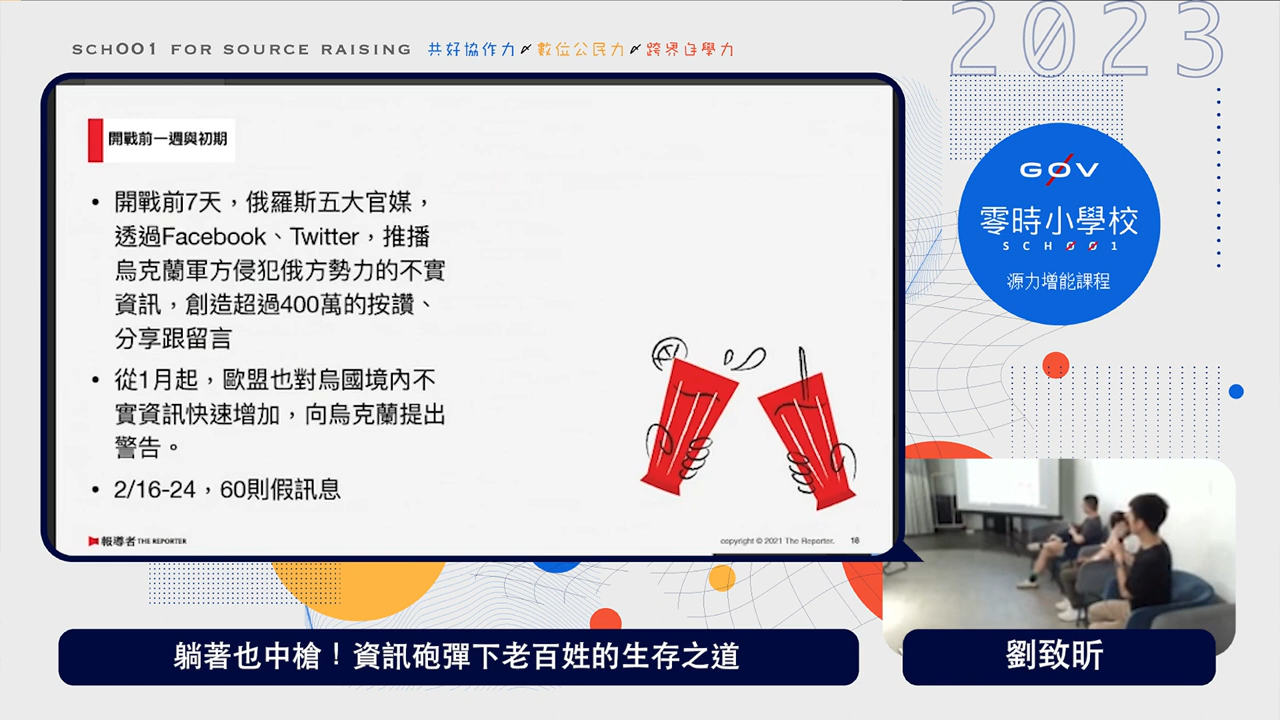 SCH001 FOR SOURCE RAISING 共好協作力 數位公民力 跨界自學力
2023
開戰前一週與初期
• 開戰前7天，俄羅斯五大官媒，
透過Facebook、Twitter，推播
烏克蘭軍方侵犯俄方勢力的不實
資訊，創造超過400萬的按讚、
分享跟留言
• 從1月起，歐盟也對烏國境內不
實資訊快速增加，向烏克蘭提出
警告。
• 2/16-24，60則假訊息
報導者 THE REPORTER
copyright © 2021 The Reporter. 18
G0V
零時小學校
SCH001
源力增能課程
躺著也中槍！資訊砲彈下老百姓的生存之道
劉致昕